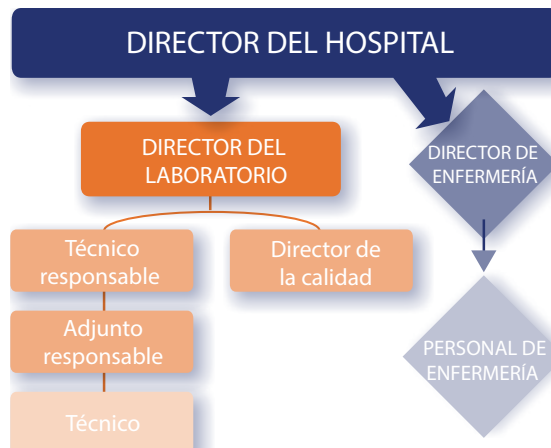 DIRECTOR DEL HOSPITAL
DIRECTOR DEL
LABORATORIO
DIRECTOR DE
ENFERMERÍA
Técnico
responsable
Director de
la calidad
Adjunto
responsable
PERSONAL DE
ENFERMERÍA
Técnico